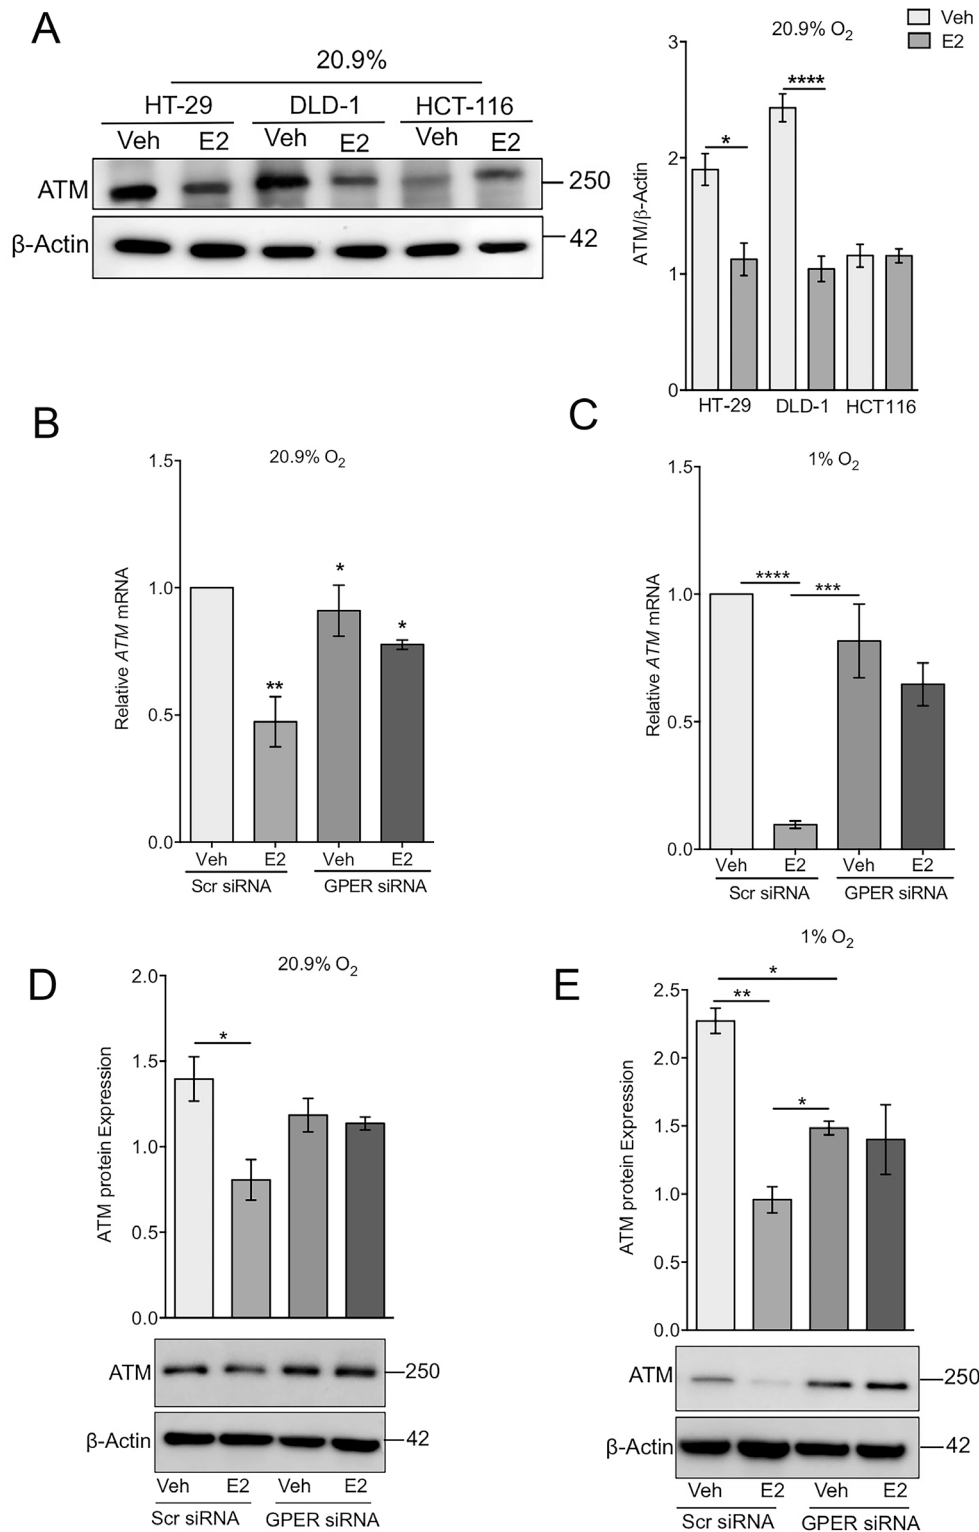 A
20.9%
HT-29 DLD-1 HCT-116
Veh E2 Veh E2 Veh E2
ATM 250
β-Actin 42
20.9% O2
Veh
E2
ATM/β-Actin
3
2
1
0
* ****
HT-29 DLD-1 HCT116
B
20.9% O2
Relative ATM mRNA
1.5
1.0
0.5
0.0
** * *
Veh E2 Veh E2
Scr siRNA GPER siRNA
C
1% O2
Relative ATM mRNA
1.5
1.0
0.5
0.0
**** ***
Veh E2 Veh E2
Scr siRNA GPER siRNA
D
20.9% O2
ATM protein Expression
2.0
1.5
1.0
0.5
0.0
*
ATM 250
β-Actin 42
Veh E2 Veh E2
Scr siRNA GPER siRNA
E
1% O2
ATM protein Expression
2.5
2.0
1.5
1.0
0.5
0.0
*
**
*
ATM 250
β-Actin 42
Veh E2 Veh E2
Scr siRNA GPER siRNA